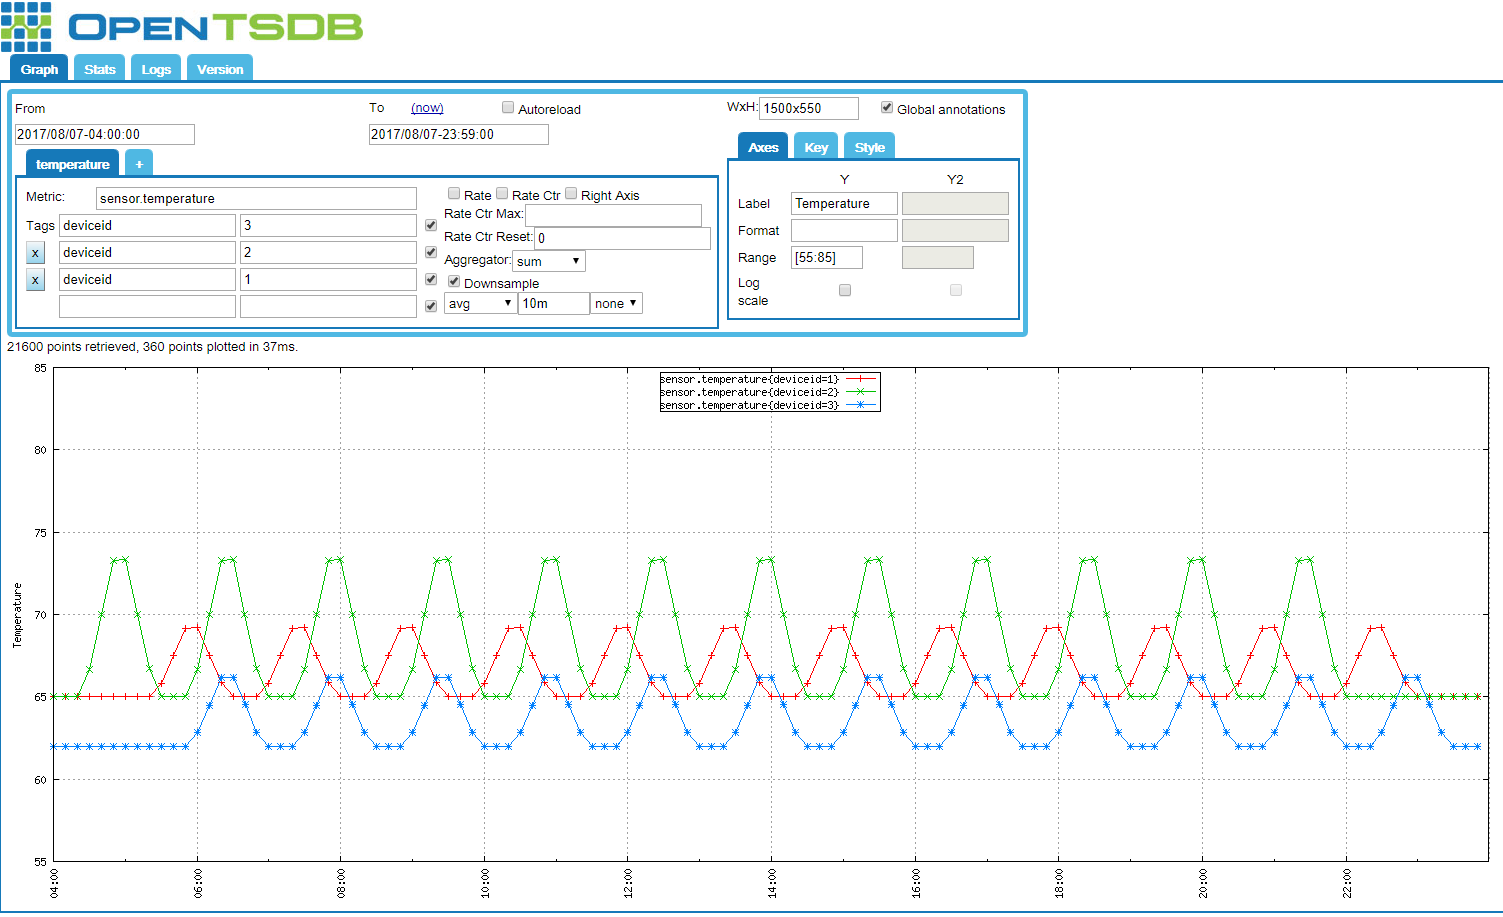 OpenTSDB
Graph Stats Logs Version
From To (now) Autoreload WxH: 1500x550 Global annotations
2017/08/07-04:00:00 2017/08/07-23:59:00
temperature +
Axes Key Style
Metric: sensor.temperature Rate Rate Ctr Right Axis
Y Y2
Tags deviceid 3 Rate Ctr Max:
Label Temperature
x deviceid 2 Rate Ctr Reset: 0
Format
x deviceid 1 Aggregator: sum
Range [55:85]
Downsample
Log
scale
avg 10m none
21600 points retrieved, 360 points plotted in 37ms.
sensor.temperature{deviceid=1}
sensor.temperature{deviceid=2}
sensor.temperature{deviceid=3}
85
80
75
70
65
60
55
Temperature
04:00 06:00 08:00 10:00 12:00 14:00 16:00 18:00 20:00 22:00